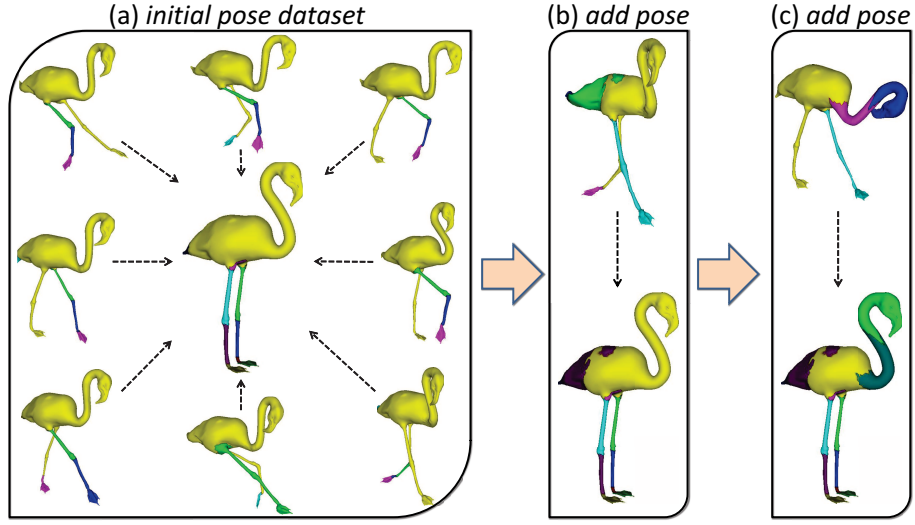 (a) initial pose dataset
(b) add pose
(c) add pose